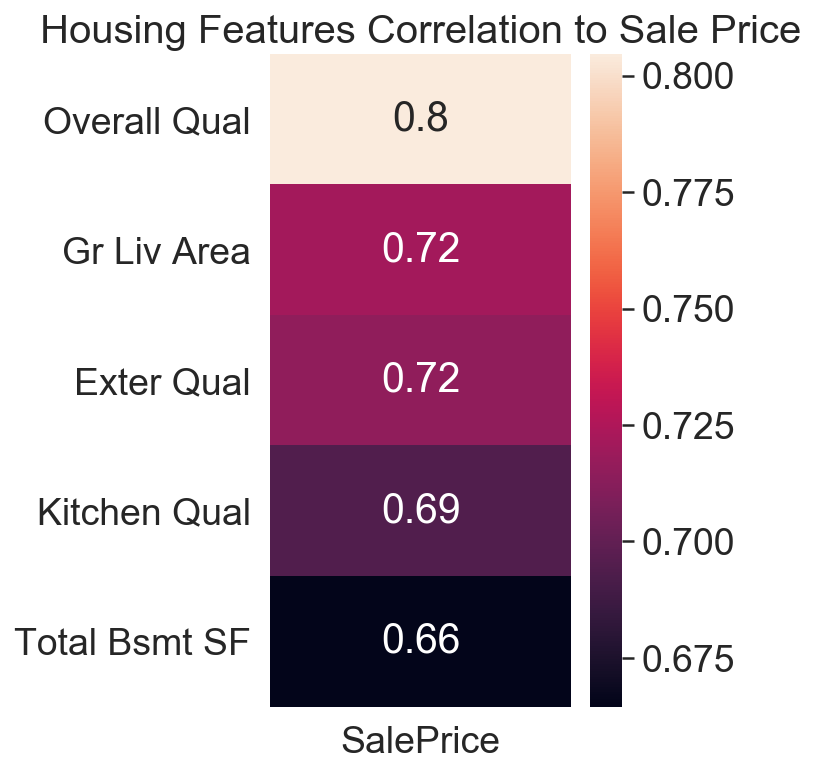 Housing Features Correlation to Sale Price
Overall Qual
0.8
Gr Liv Area
0.72
Exter Qual
0.72
Kitchen Qual
0.69
Total Bsmt SF
0.66
SalePrice
0.800
0.775
0.750
0.725
0.700
0.675